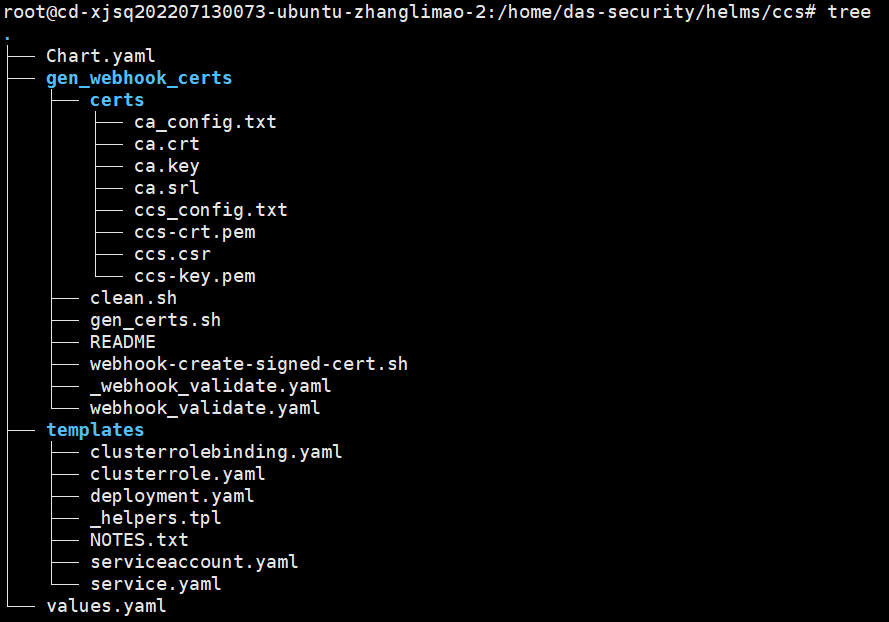 root@cd-xjsq202207130073-ubuntu-zhanglimao-2:/home/das-security/helms/ccs# tree
.
├── Chart.yaml
├── gen_webhook_certs
│   ├── certs
│   │   ├── ca_config.txt
│   │   ├── ca.crt
│   │   ├── ca.key
│   │   ├── ca.srl
│   │   ├── ccs_config.txt
│   │   ├── ccs-crt.pem
│   │   ├── ccs.csr
│   │   └── ccs-key.pem
│   ├── clean.sh
│   ├── gen_certs.sh
│   ├── README
│   ├── webhook-create-signed-cert.sh
│   ├── _webhook_validate.yaml
│   └── webhook_validate.yaml
├── templates
│   ├── clusterrolebinding.yaml
│   ├── clusterrole.yaml
│   ├── deployment.yaml
│   ├── _helpers.tpl
│   ├── NOTES.txt
│   ├── serviceaccount.yaml
│   └── service.yaml
└── values.yaml